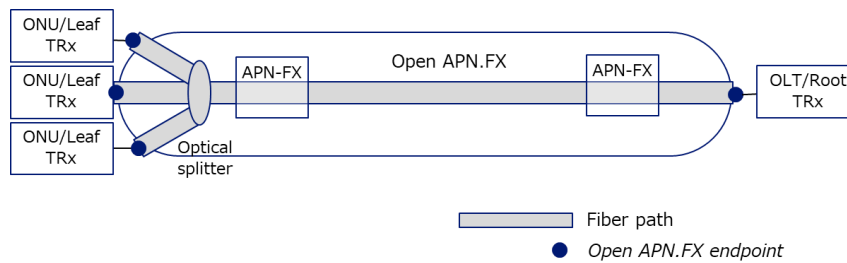 ONU/Leaf
TRx
ONU/Leaf
TRx
ONU/Leaf
TRx
Optical
splitter
APN-FX
Open APN.FX
APN-FX
OLT/Root
TRx
Fiber path
Open APN.FX endpoint